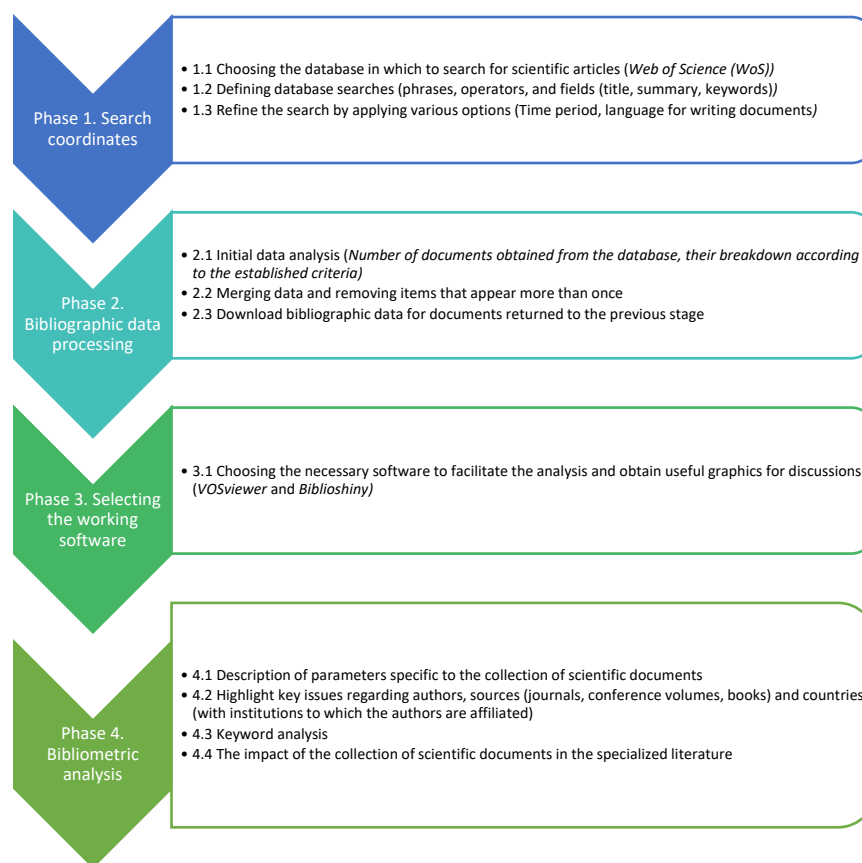 Phase 1. Search
coordinates
• 1.1 Choosing the database in which to search for scientific articles (Web of Science (WoS))
• 1.2 Defining database searches (phrases, operators, and fields (title, summary, keywords))
• 1.3 Refine the search by applying various options (Time period, language for writing documents)
Phase 2.
Bibliographic data
processing
• 2.1 Initial data analysis (Number of documents obtained from the database, their breakdown according
to the established criteria)
• 2.2 Merging data and removing items that appear more than once
• 2.3 Download bibliographic data for documents returned to the previous stage
Phase 3. Selecting
the working
software
• 3.1 Choosing the necessary software to facilitate the analysis and obtain useful graphics for discussions
(VOSviewer and Biblioshiny)
Phase 4.
Bibliometric
analysis
• 4.1 Description of parameters specific to the collection of scientific documents
• 4.2 Highlight key issues regarding authors, sources (journals, conference volumes, books) and countries
(with institutions to which the authors are affiliated)
• 4.3 Keyword analysis
• 4.4 The impact of the collection of scientific documents in the specialized literature